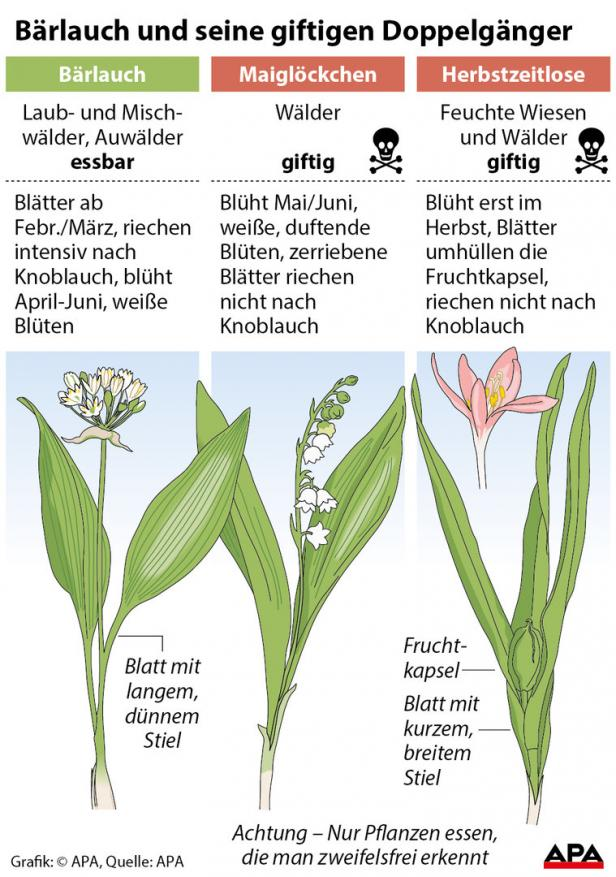 Bärlauch und seine giftigen Doppelgänger
Bärlauch
Laub- und Misch-
wälder, Auwälder
essbar
Blätter ab
Febr./März, riechen
intensiv nach
Knoblauch, blüht
April-Juni, weiße
Blüten
Maiglöckchen
Wälder
giftig
Blüht Mai/Juni,
weiße, duftende
Blüten, zerriebene
Blätter riechen
nicht nach
Knoblauch
Herbstzeitlose
Feuchte Wiesen
und Wälder
giftig
Blüht erst im
Herbst, Blätter
umhüllen die
Fruchtkapsel,
riechen nicht nach
Knoblauch
Blatt mit
langem,
dünnem
Stiel
Frucht-
kapsel
Blatt mit
kurzem,
breitem
Stiel
Achtung – Nur Pflanzen essen,
die man zweifelsfrei erkennt
Grafik: © APA, Quelle: APA
APA